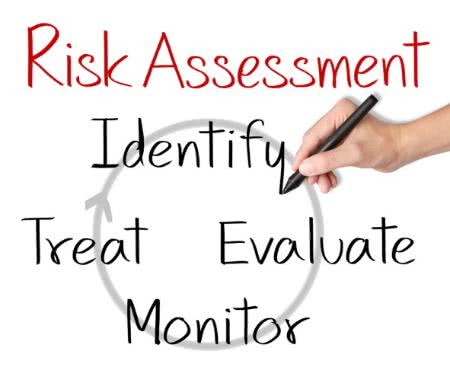 Risk Assessment
Identify
Treat Evaluate
Monitor